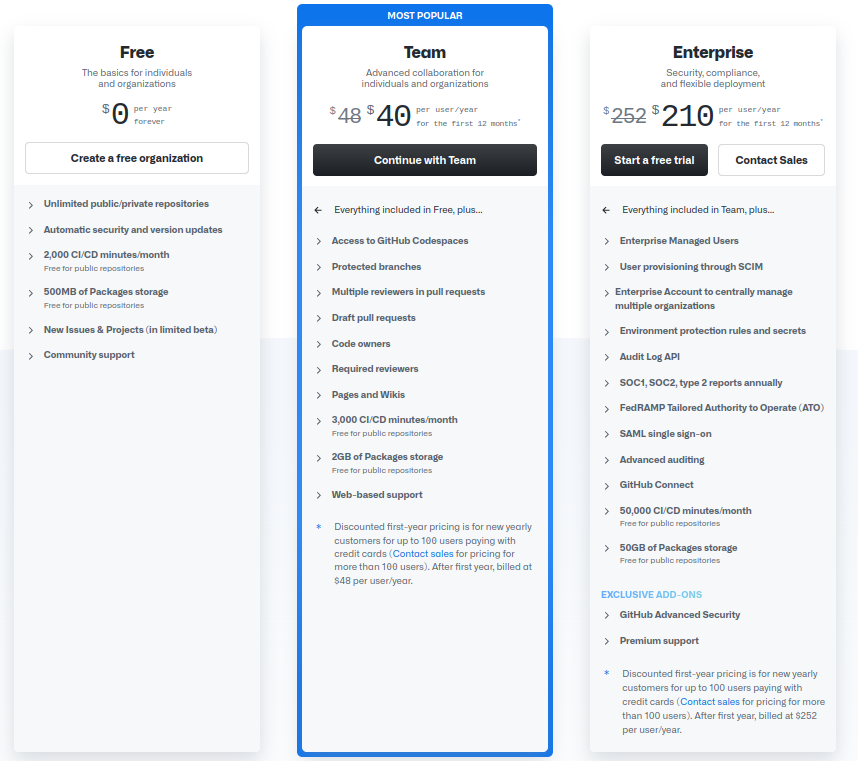 Free
The basics for individuals
and organizations
$0 per year
forever
Create a free organization
Unlimited public/private repositories
Automatic security and version updates
2,000 CI/CD minutes/month
Free for public repositories
500MB of Packages storage
Free for public repositories
New Issues & Projects (in limited beta)
Community support
MOST POPULAR
Team
Advanced collaboration for
individuals and organizations
$48 $40 per user/year
for the first 12 months*
Continue with Team
Everything included in Free, plus...
Access to GitHub Codespaces
Protected branches
Multiple reviewers in pull requests
Draft pull requests
Code owners
Required reviewers
Pages and Wikis
3,000 CI/CD minutes/month
Free for public repositories
2GB of Packages storage
Free for public repositories
Web-based support
* Discounted first-year pricing is for new yearly
customers for up to 100 users paying with
credit cards (Contact sales for pricing for
more than 100 users). After first year, billed at
$48 per user/year.
Enterprise
Security, compliance,
and flexible deployment
$252 $210 per user/year
for the first 12 months*
Start a free trial
Contact Sales
Everything included in Team, plus...
Enterprise Managed Users
User provisioning through SCIM
Enterprise Account to centrally manage
multiple organizations
Environment protection rules and secrets
Audit Log API
SOC1, SOC2, type 2 reports annually
FedRAMP Tailored Authority to Operate (ATO)
SAML single sign-on
Advanced auditing
GitHub Connect
50,000 CI/CD minutes/month
Free for public repositories
50GB of Packages storage
Free for public repositories
EXCLUSIVE ADD-ONS
GitHub Advanced Security
Premium support
* Discounted first-year pricing is for new yearly
customers for up to 100 users paying with
credit cards (Contact sales for pricing for more
than 100 users). After first year, billed at $252
per user/year.